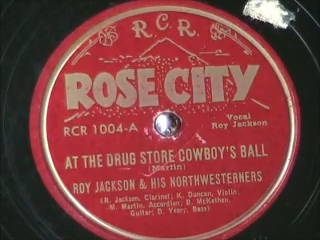 R.C.R.
ROSE CITY
Vocal
RCR 1004-A Roy Jackson
AT THE DRUG STORE COWBOY'S BALL
(Martin)
ROY JACKSON & HIS NORTHWESTERNERS
(R. Jackson, Clarinet; K. Duncan, Violin
M. Martin, Accordion; D. McKethen,
Guitar; D. Yeary, Bass)